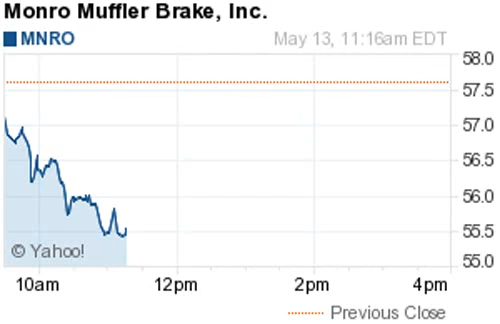 Monro Muffler Brake, Inc.
MNRO May 13, 11:16am EDT
58.0
57.5
57.0
56.5
56.0
55.5
55.0
© Yahoo!
10am 12pm 2pm 4pm
Previous Close